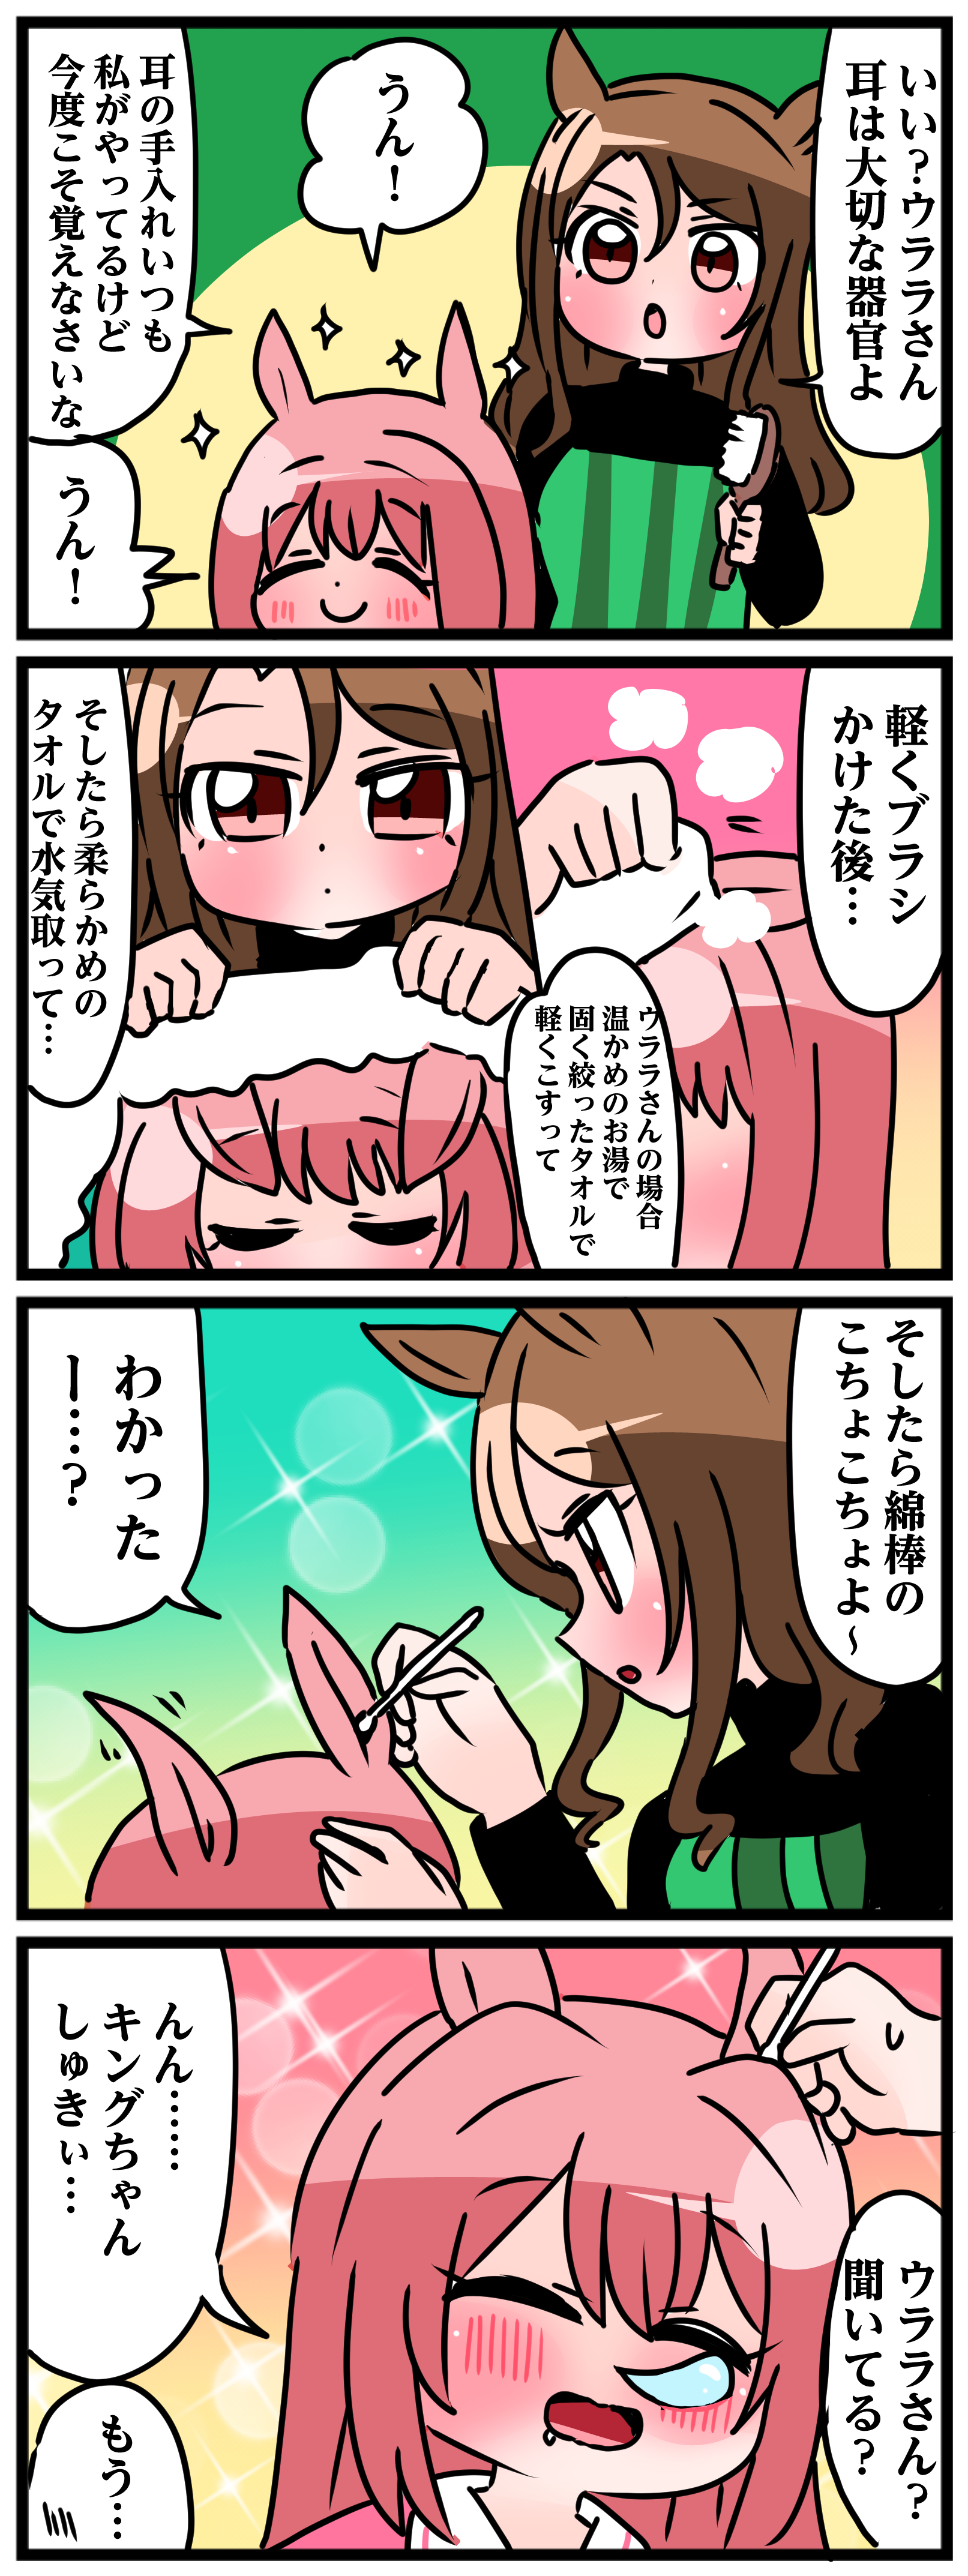 いい？ウララさん
耳は大切な器官よ
うん！
耳の手入れいつも
私がやってるけど
今度こそ覚えなさいな
うん！
軽くブラシ
かけた後…
ウララさんの場合
温かめのお湯で
固く絞ったタオルで
軽くこすって
そしたら柔らかめの
タオルで水気取って…
そしたら綿棒の
こちょこちょよ～
わかった
ー……？
ウララさん？
聞いてる？
んん……
キングちゃん
しゅきぃ…
もう…